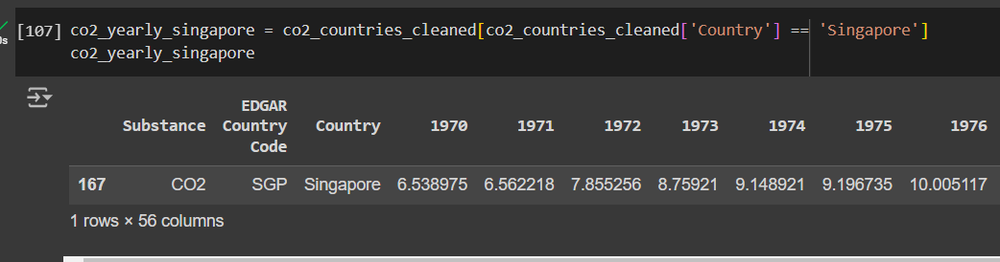 [107] co2_yearly_singapore = co2_countries_cleaned[co2_countries_cleaned['Country'] == 'Singapore']
co2_yearly_singapore
Substance EDGAR Country Code Country 1970 1971 1972 1973 1974 1975 1976
167 CO2 SGP Singapore 6.538975 6.562218 7.855256 8.75921 9.148921 9.196735 10.005117
1 rows × 56 columns